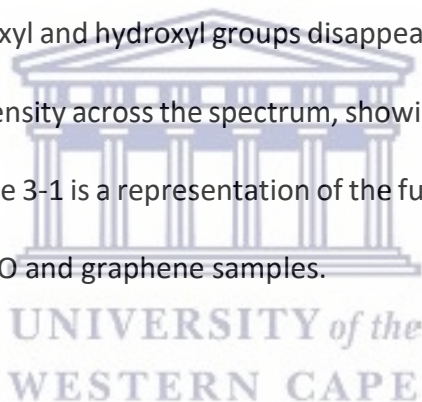 xyl and hydroxyl groups disappea
ensity across the spectrum, showi
e 3-1 is a representation of the fu
O and graphene samples.
UNIVERSITY of the
WESTERN CAPE